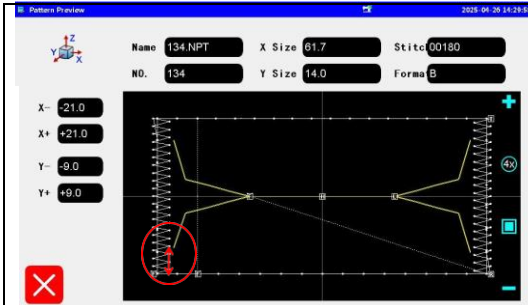 Pattern Preview
2025-04-26 14:29:5
Z
Y
X
Name 134.NPT X Size 61.7 Stitc 00180
NO. 134 Y Size 14.0 Forma B
X- -21.0
X+ +21.0
Y- -9.0
Y+ +9.0
4x